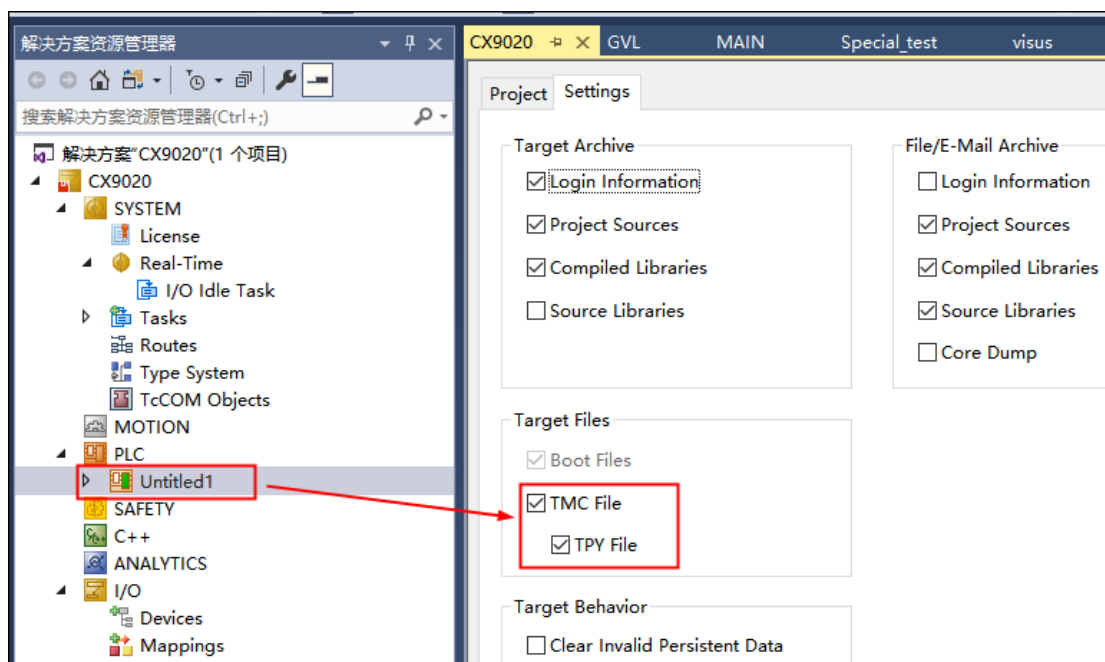 解决方案资源管理器
搜索解决方案资源管理器(Ctrl+;)
解决方案"CX9020"(1 个项目)
CX9020
SYSTEM
License
Real-Time
I/O Idle Task
Tasks
Routes
Type System
TcCOM Objects
MOTION
PLC
Untitled1
SAFETY
C++
ANALYTICS
I/O
Devices
Mappings
CX9020 GVL MAIN Special_test visus
Project Settings
Target Archive
Login Information
Project Sources
Compiled Libraries
Source Libraries
File/E-Mail Archive
Login Information
Project Sources
Compiled Libraries
Source Libraries
Core Dump
Target Files
Boot Files
TMC File
TPY File
Target Behavior
Clear Invalid Persistent Data